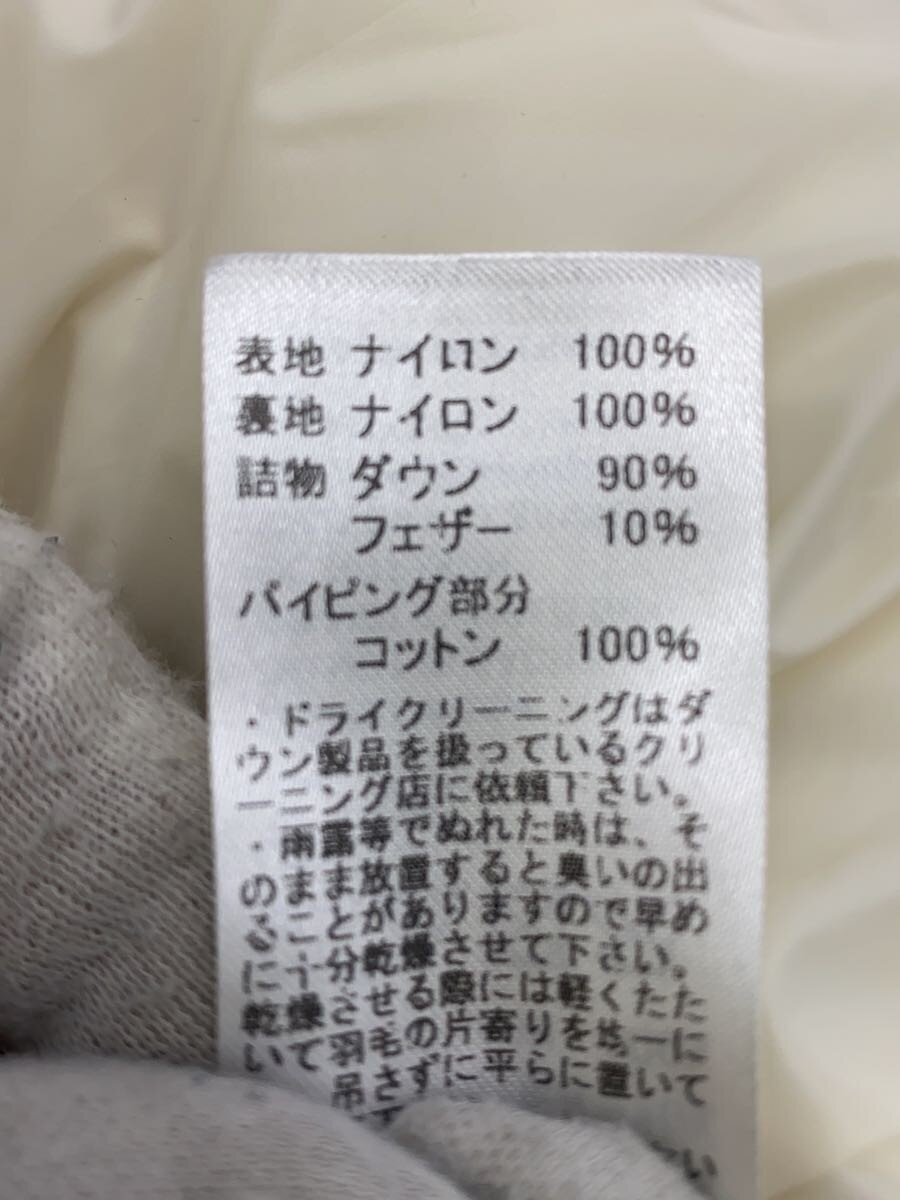 表地 ナイロン 100%
裏地 ナイロン 100%
詰物 ダウン 90%
フェザー 10%
パイピング部分
コットン 100%
・ドライクリーニングはダ
ウン製品を扱っているクリ
ーニング店に依頼下さい。
・雨露等でぬれた時は、そ
のまま放置すると臭いの出
ることがありますので早め
に十分乾燥させて下さい。
乾燥させる際には軽くたた
いて羽毛の片寄りを均一に
吊さずに平らに置いて
い